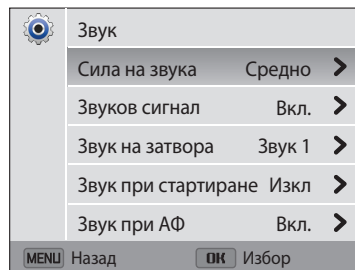 Звук
Сила на звука Средно
Звуков сигнал Вкл.
Звук на затвора Звук 1
Звук при стартиране Изкл
Звук при АФ Вкл.
MENU Назад OK Избор